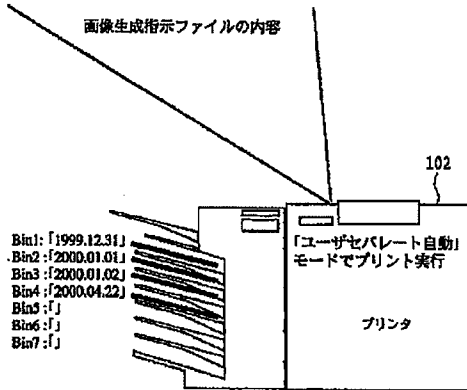 画像生成指示ファイルの内容
102
Bin1:「1999.12.31」
Bin2:「2000.01.01」
Bin3:「2000.01.02」
Bin4:「2000.04.22」
Bin5:「」
Bin6:「」
Bin7:「」
「ユーザセパレート自動」
モードでプリント実行
プリンタ